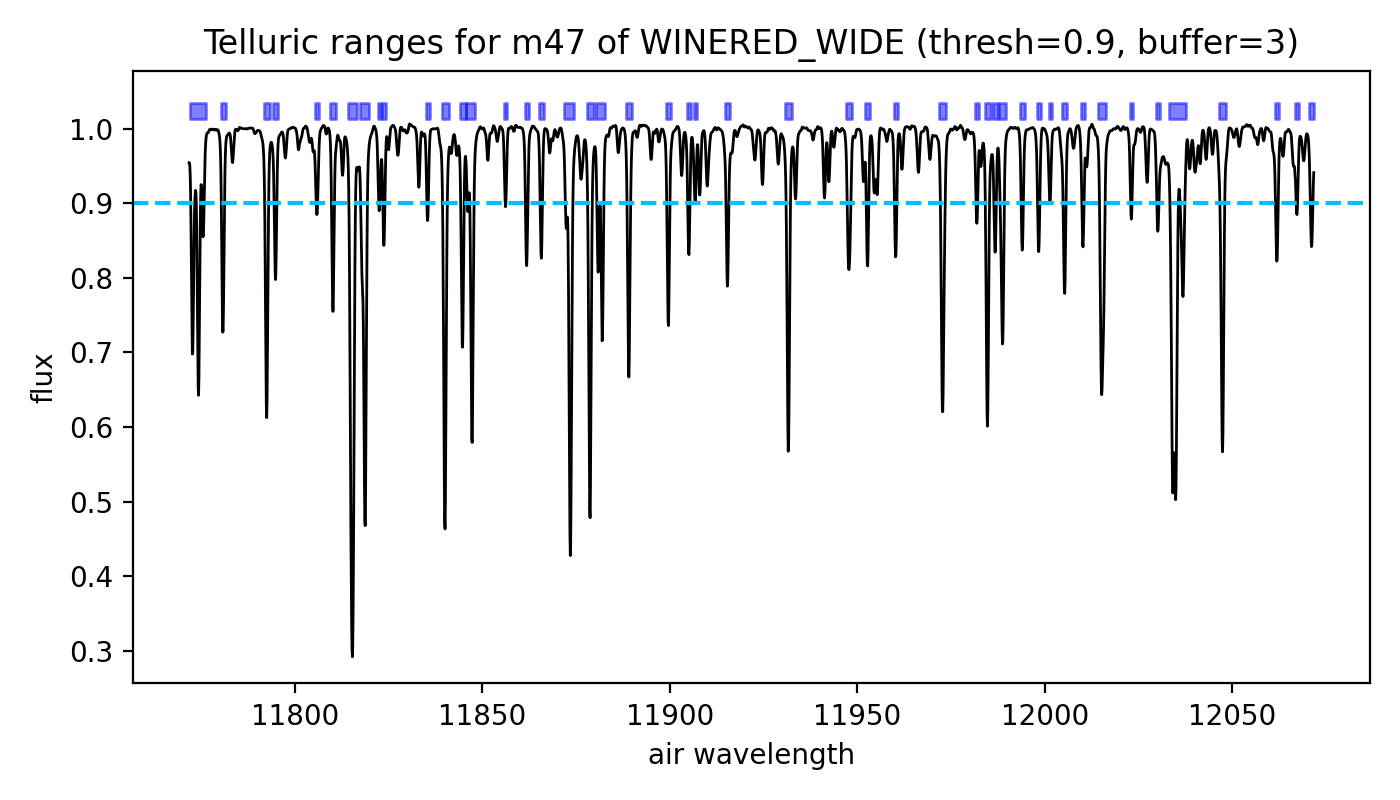 Telluric ranges for m47 of WINERED_WIDE (thresh=0.9, buffer=3)
1.0
0.9
0.8
0.7
0.6
0.5
0.4
0.3
flux
11800 11850 11900 11950 12000 12050
air wavelength